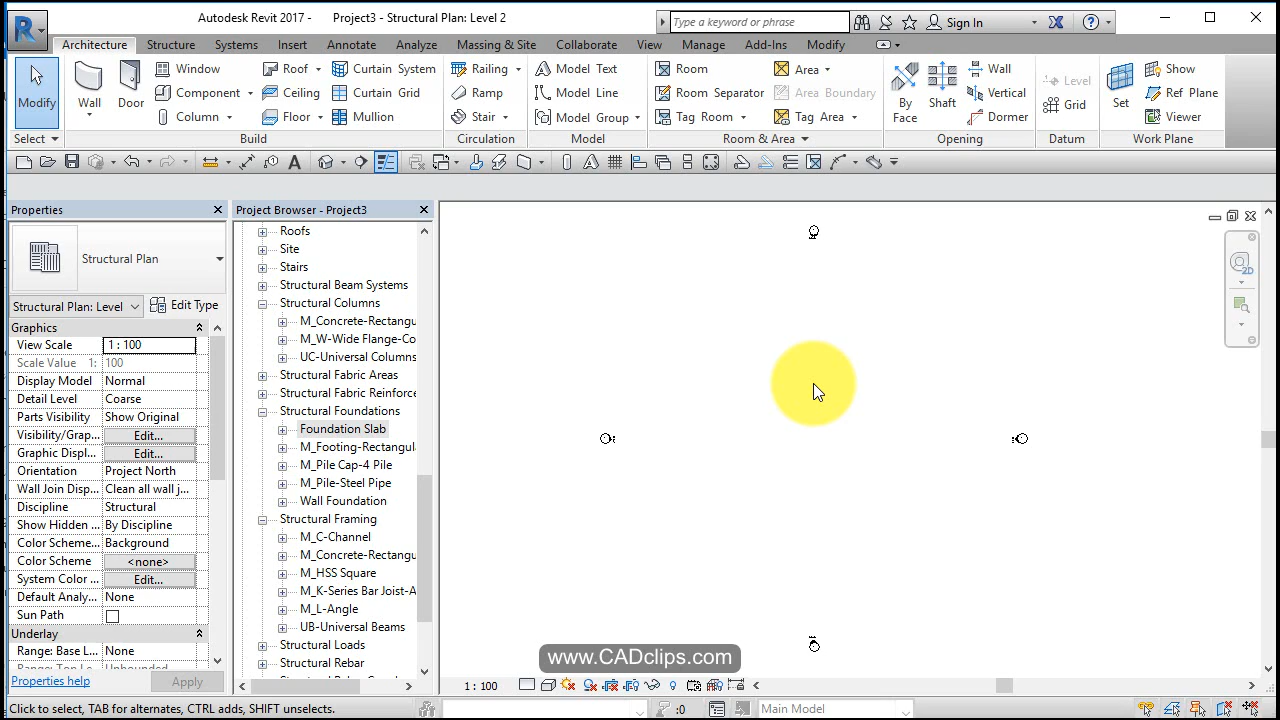 Autodesk Revit 2017 - Project3 - Structural Plan: Level 2
Type a keyword or phrase
Sign In
Architecture Structure Systems Insert Annotate Analyze Massing & Site Collaborate View Manage Add-Ins Modify
Modify
Wall
Door
Window
Component
Column
Roof
Ceiling
Floor
Curtain System
Curtain Grid
Mullion
Railing
Ramp
Stair
Model Text
Model Line
Model Group
Room
Room Separator
Tag Room
Area
Area Boundary
Tag Area
By
Face
Shaft
Wall
Vertical
Dormer
Level
Grid
Set
Show
Ref Plane
Viewer
Select
Build
Circulation
Model
Room & Area
Opening
Datum
Work Plane
Properties
Structural Plan
Structural Plan: Level
Edit Type
Graphics
View Scale 1 : 100
Scale Value 1: 100
Display Model Normal
Detail Level Coarse
Parts Visibility Show Original
Visibility/Grap... Edit...
Graphic Displ... Edit...
Orientation Project North
Wall Join Disp... Clean all wall j...
Discipline Structural
Show Hidden ... By Discipline
Color Scheme... Background
Color Scheme <none>
System Color ... Edit...
Default Analy... None
Sun Path
Underlay
Range: Base L... None
Range: Top L... Unbounded
Properties help
Apply
Project Browser - Project3
Roofs
Site
Stairs
Structural Beam Systems
Structural Columns
M_Concrete-Rectangu
M_W-Wide Flange-Co
UC-Universal Columns
Structural Fabric Areas
Structural Fabric Reinforce
Structural Foundations
Foundation Slab
M_Footing-Rectangula
M_Pile Cap-4 Pile
M_Pile-Steel Pipe
Wall Foundation
Structural Framing
M_C-Channel
M_Concrete-Rectangu
M_HSS Square
M_K-Series Bar Joist-A
M_L-Angle
UB-Universal Beams
Structural Loads
Structural Rebar
2D
www.CADclips.com
1 : 100
Click to select, TAB for alternates, CTRL adds, SHIFT unselects.
:0
Main Model